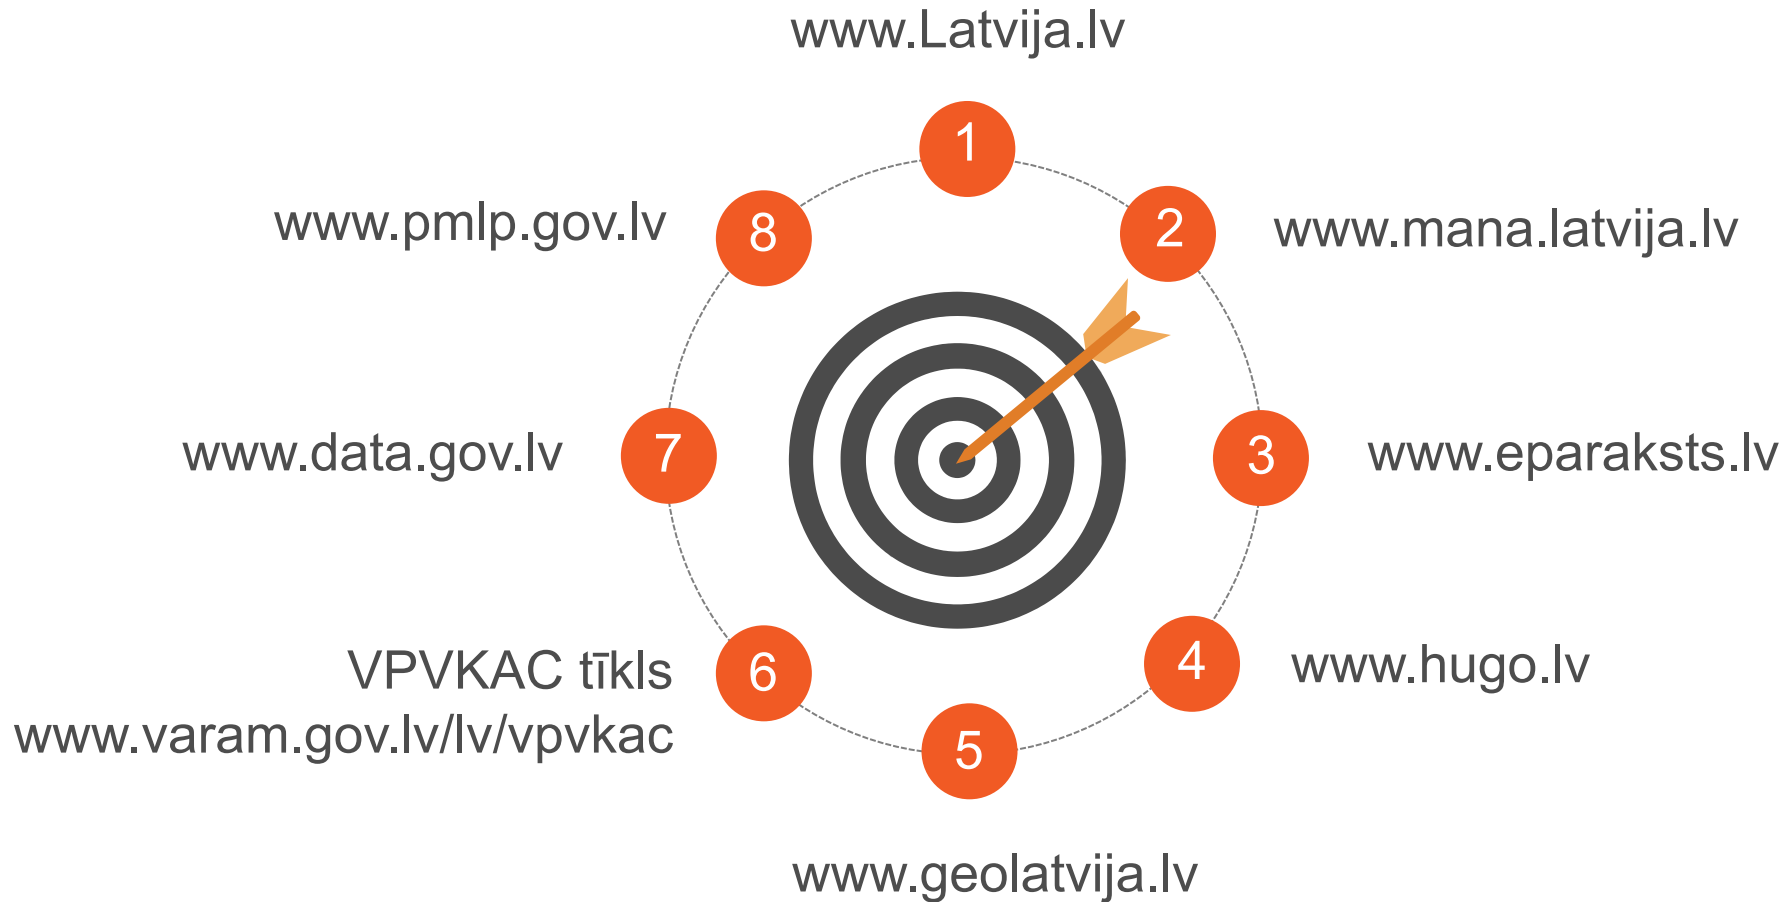 www.Latvija.lv
1
2
www.mana.latvija.lv
3
www.eparaksts.lv
4
www.hugo.lv
5
www.geolatvija.lv
6
VPVKAC tīkls
www.varam.gov.lv/lv/vpvkac
7
www.data.gov.lv
8
www.pmlp.gov.lv